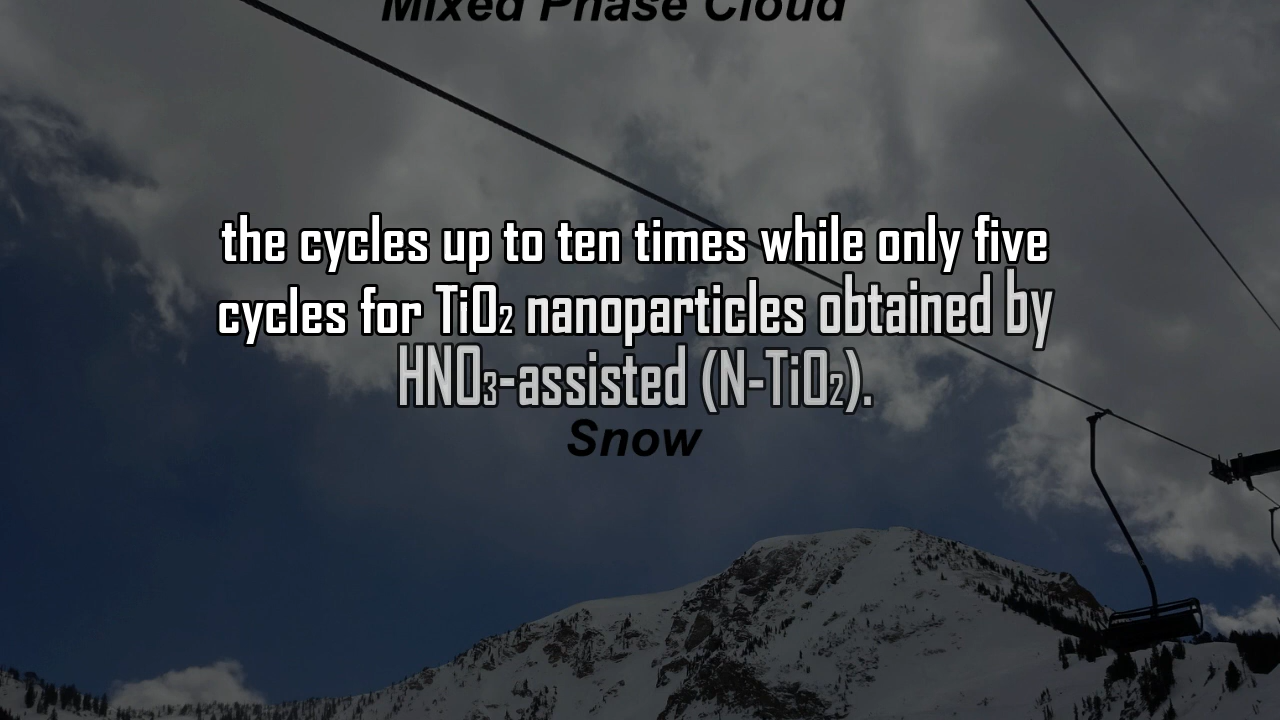 Mixed Phase Cloud
the cycles up to ten times while only five
cycles for TiO₂ nanoparticles obtained by
HNO₃-assisted (N-TiO₂).
Snow